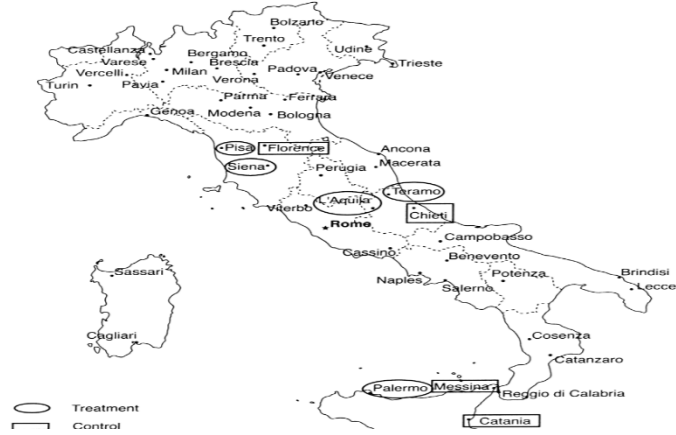 Bolzano
Trento
Castellanza
Bergamo
Udine
Varese
Brescia
Trieste
Vercelli
Milan
Padova
Venece
Turin
Pavia
Verona
Parma
Ferrara
Genoa
Modena
Bologna
Pisa
Florence
Ancona
Siena
Perugia
Macerata
Teramo
L'Aquila
Viterbo
Chieti
Rome
Campobasso
Cassino
Benevento
Sassari
Naples
Potenza
Brindisi
Salerno
Lecce
Cagliari
Cosenza
Catanzaro
Palermo
Messina
Reggio di Calabria
Treatment
Catania
Control